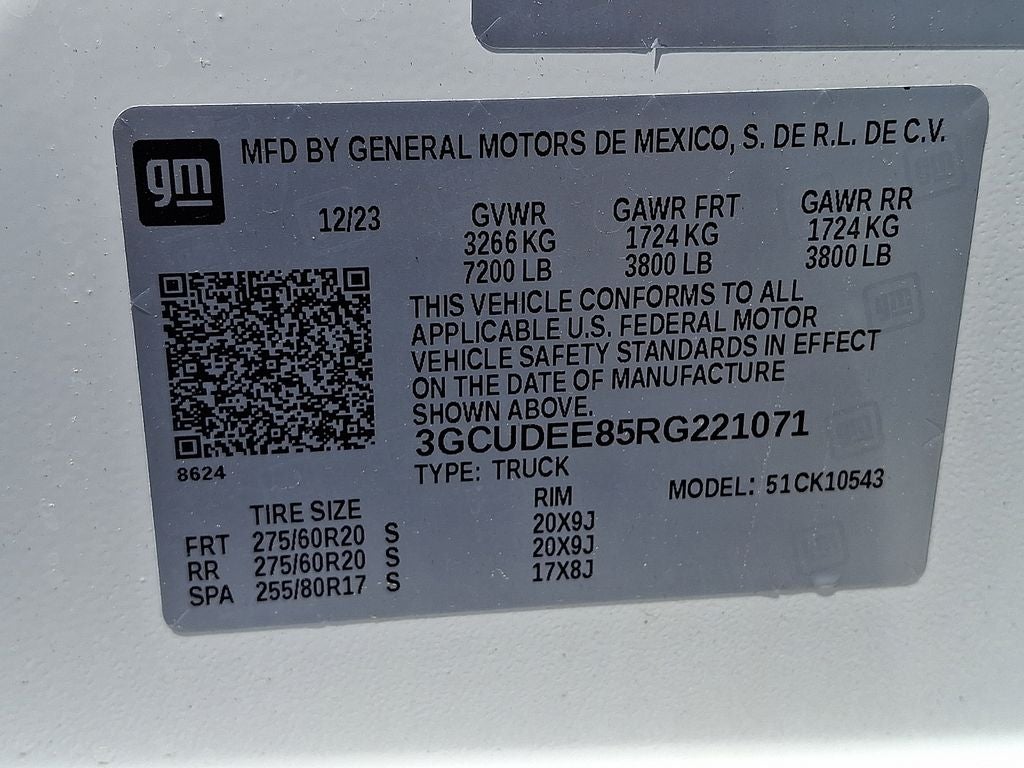 gm
MFD BY GENERAL MOTORS DE MEXICO, S. DE R.L. DE C.V.
12/23
GVWR GAWR FRT GAWR RR
3266 KG 1724 KG 1724 KG
7200 LB 3800 LB 3800 LB
THIS VEHICLE CONFORMS TO ALL
APPLICABLE U.S. FEDERAL MOTOR
VEHICLE SAFETY STANDARDS IN EFFECT
ON THE DATE OF MANUFACTURE
SHOWN ABOVE.
3GCUDEE85RG221071
8624
TYPE: TRUCK
MODEL: 51CK10543
TIRE SIZE RIM
FRT 275/60R20 S 20X9J
RR 275/60R20 S 20X9J
SPA 255/80R17 S 17X8J